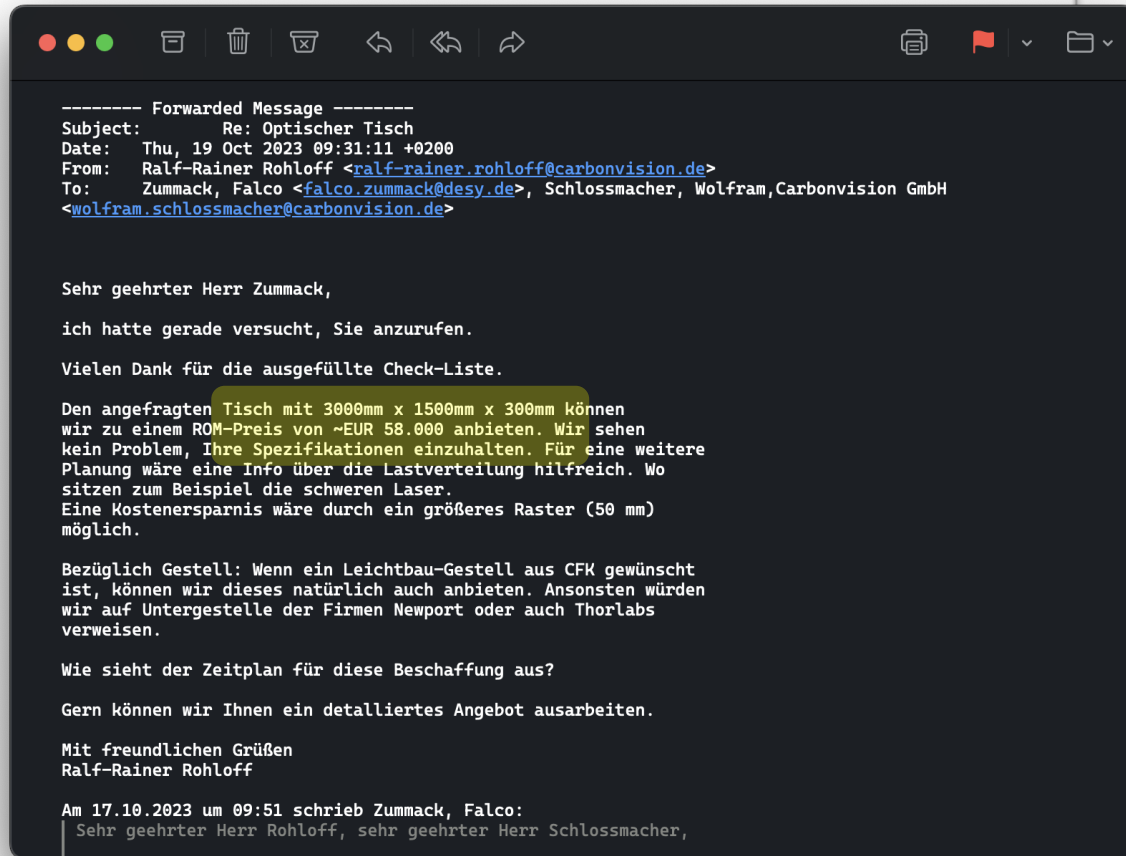 -------- Forwarded Message --------
Subject: Re: Optischer Tisch
Date: Thu, 19 Oct 2023 09:31:11 +0200
From: Ralf-Rainer Rohloff <ralf-rainer.rohloff@carbonvision.de>
To: Zummack, Falco <falco.zummack@desy.de>, Schlossmacher, Wolfram,Carbonvision GmbH
<wolfram.schlossmacher@carbonvision.de>
Sehr geehrter Herr Zummack,
ich hatte gerade versucht, Sie anzurufen.
Vielen Dank für die ausgefüllte Check-Liste.
Den angefragten Tisch mit 3000mm x 1500mm x 300mm können
wir zu einem ROM-Preis von ~EUR 58.000 anbieten. Wir sehen
kein Problem, Ihre Spezifikationen einzuhalten. Für eine weitere
Planung wäre eine Info über die Lastverteilung hilfreich. Wo
sitzen zum Beispiel die schweren Laser.
Eine Kostenersparnis wäre durch ein größeres Raster (50 mm)
möglich.
Bezüglich Gestell: Wenn ein Leichtbau-Gestell aus CFK gewünscht
ist, können wir dieses natürlich auch anbieten. Ansonsten würden
wir auf Untergestelle der Firmen Newport oder auch Thorlabs
verweisen.
Wie sieht der Zeitplan für diese Beschaffung aus?
Gern können wir Ihnen ein detalliertes Angebot ausarbeiten.
Mit freundlichen Grüßen
Ralf-Rainer Rohloff
Am 17.10.2023 um 09:51 schrieb Zummack, Falco:
Sehr geehrter Herr Rohloff, sehr geehrter Herr Schlossmacher,